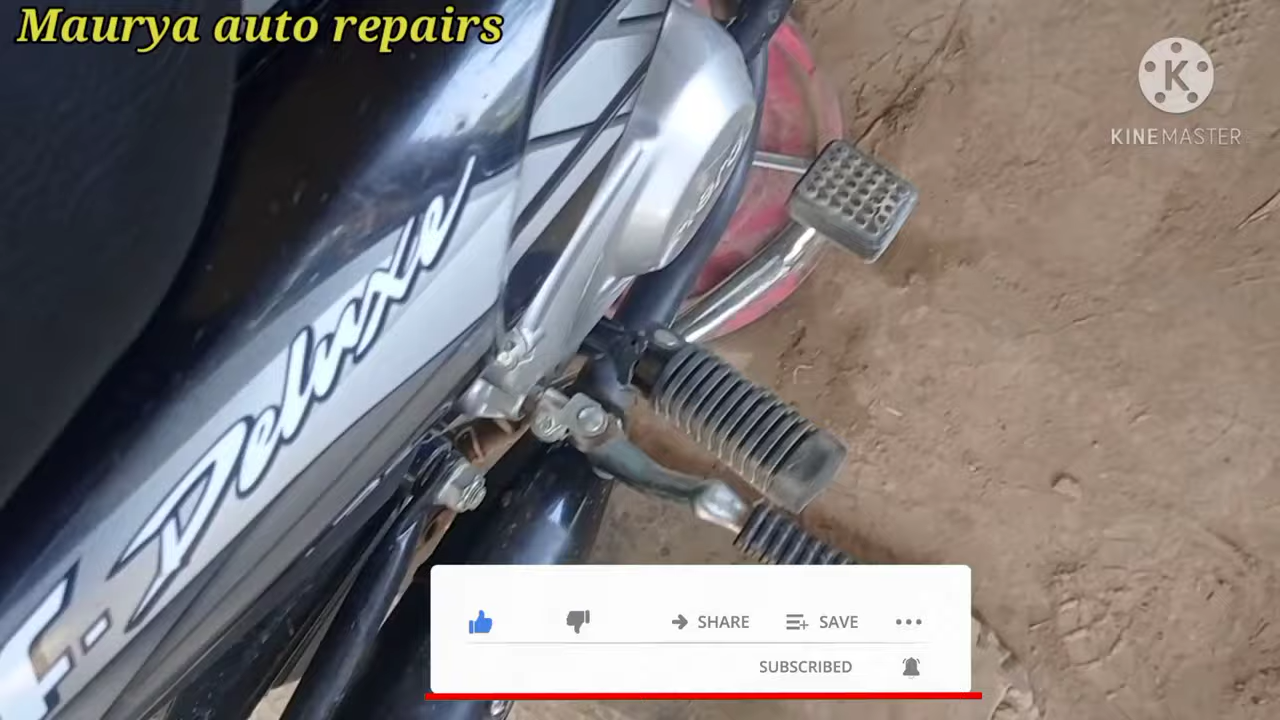 Maurya auto repairs
K
KINEMASTER
F. Deluxe
SHARE
SAVE
SUBSCRIBED